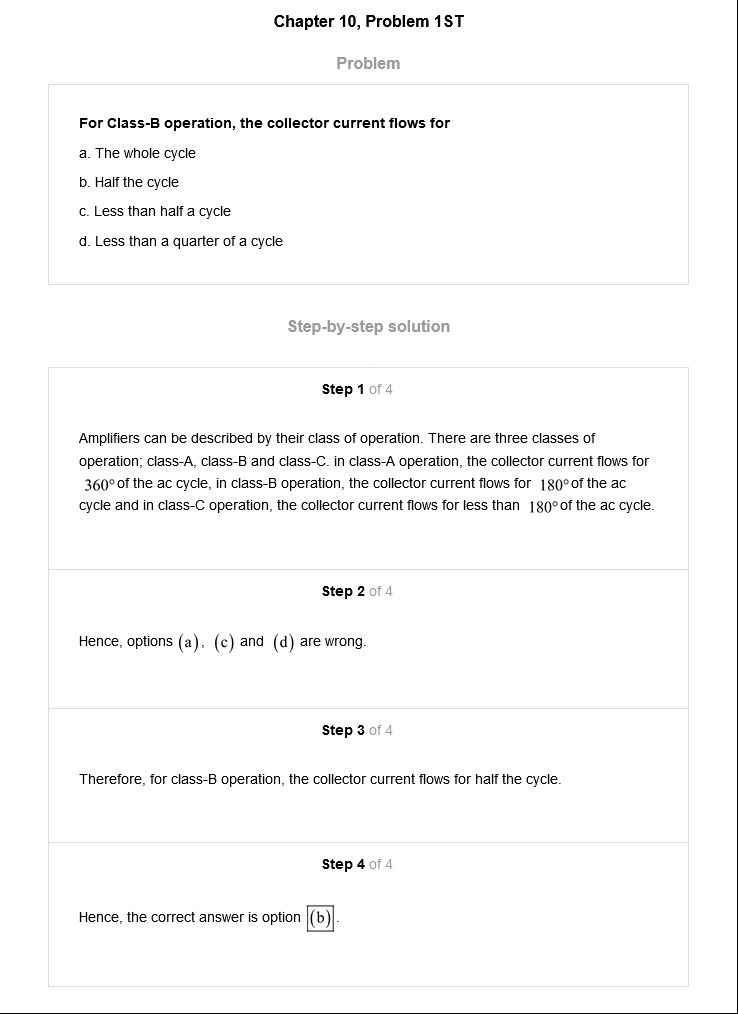 Chapter 10, Problem 1ST
Problem
For Class-B operation, the collector current flows for
a. The whole cycle
b. Half the cycle
c. Less than half a cycle
d. Less than a quarter of a cycle
Step-by-step solution
Step 1 of 4
Amplifiers can be described by their class of operation. There are three classes of
operation; class-A, class-B and class-C. in class-A operation, the collector current flows for
360° of the ac cycle, in class-B operation, the collector current flows for 180° of the ac
cycle and in class-C operation, the collector current flows for less than 180° of the ac cycle.
Step 2 of 4
Hence, options (a), (c) and (d) are wrong.
Step 3 of 4
Therefore, for class-B operation, the collector current flows for half the cycle.
Step 4 of 4
Hence, the correct answer is option (b).